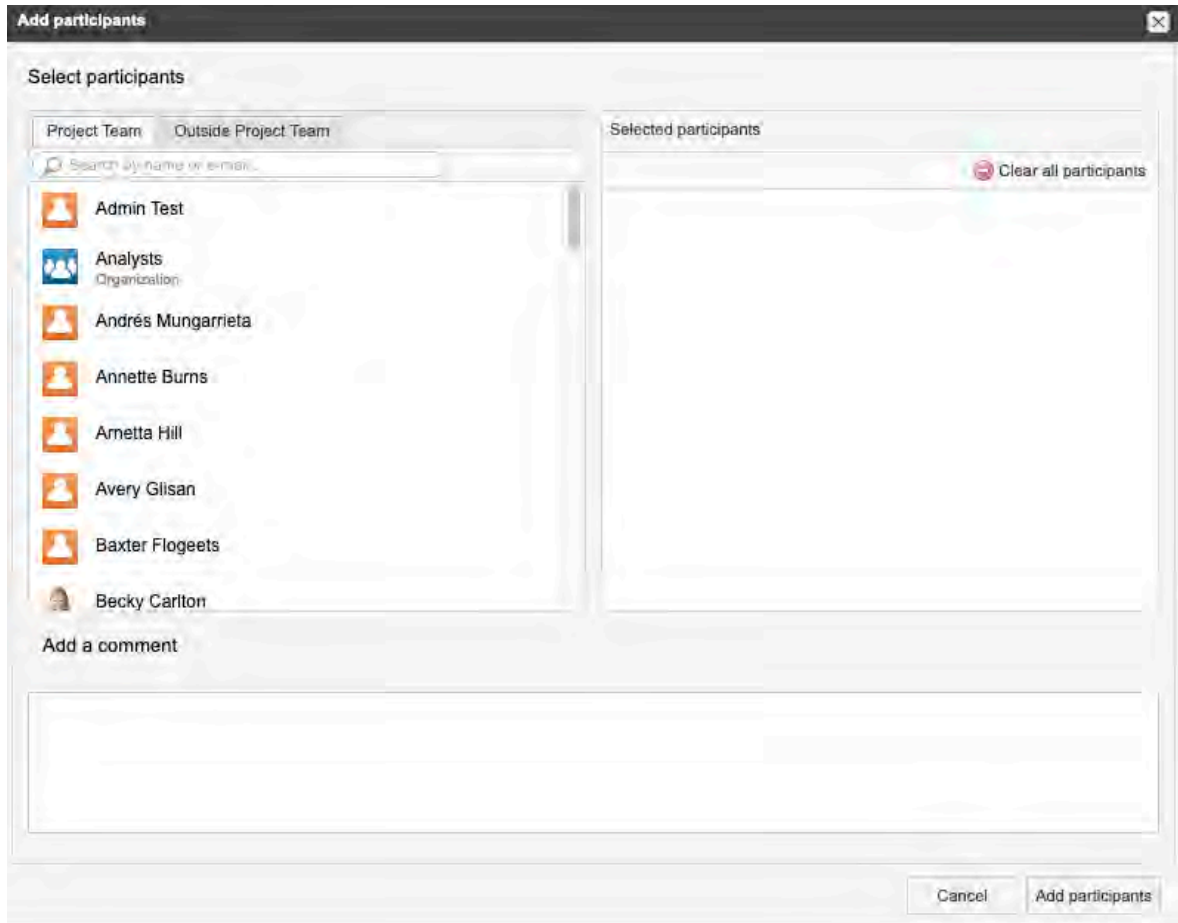 Add participants
Select participants
Project Team
Outside Project Team
Selected participants
Search by name or e-mail...
Clear all participants
Admin Test
Analysts
Organization
Andrés Mungarrieta
Annette Burns
Arnetta Hill
Avery Glisan
Baxter Flogeets
Becky Carlton
Add a comment
Cancel
Add participants